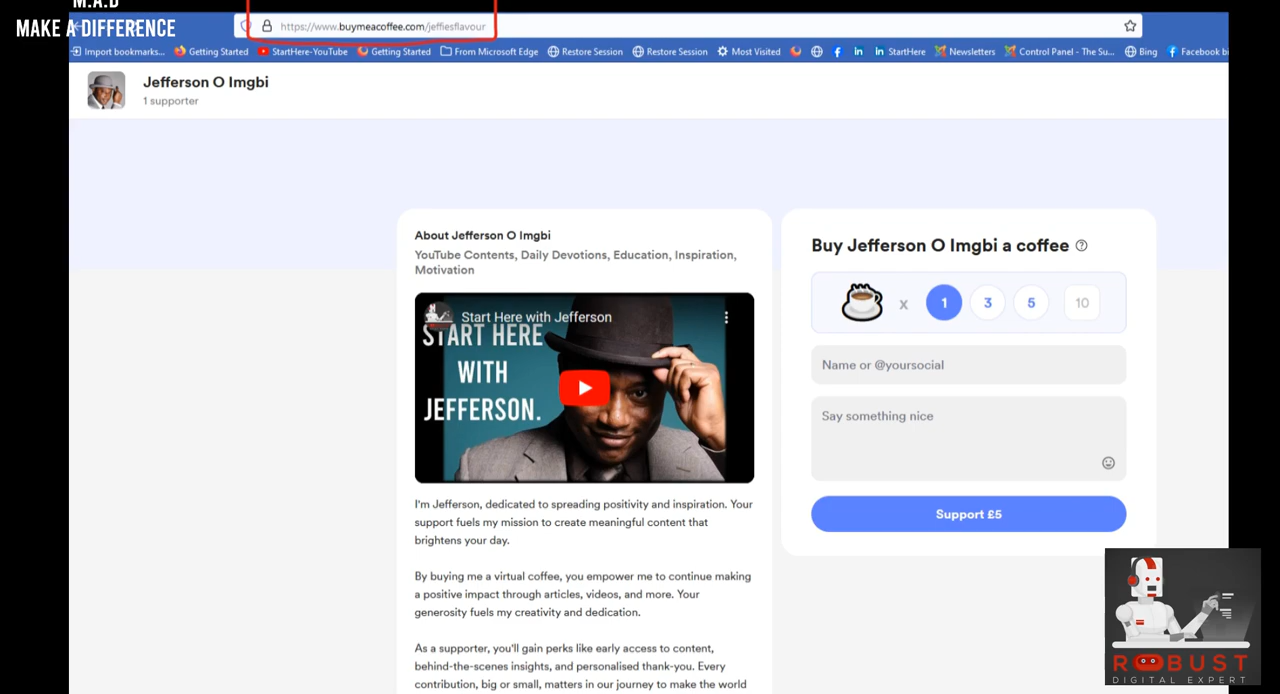 M.A.D
MAKE A DIFFERENCE
https://www.buymeacoffee.com/jeffiesflavour
Import bookmarks... Getting Started StartHere-YouTube Getting Started From Microsoft Edge Restore Session Restore Session Most Visited StartHere Newsletters Control Panel - The Su... Bing Facebook bi
Jefferson O Imgbi
1 supporter
About Jefferson O Imgbi
YouTube Contents, Daily Devotions, Education, Inspiration,
Motivation
Start Here with Jefferson
START HERE
WITH
JEFFERSON.
I'm Jefferson, dedicated to spreading positivity and inspiration. Your
support fuels my mission to create meaningful content that
brightens your day.
By buying me a virtual coffee, you empower me to continue making
a positive impact through articles, videos, and more. Your
generosity fuels my creativity and dedication.
As a supporter, you'll gain perks like early access to content,
behind-the-scenes insights, and personalised thank-you. Every
contribution, big or small, matters in our journey to make the world
Buy Jefferson O Imgbi a coffee
x 1 3 5 10
Name or @yoursocial
Say something nice
Support £5
ROBUST
DIGITAL EXPERT